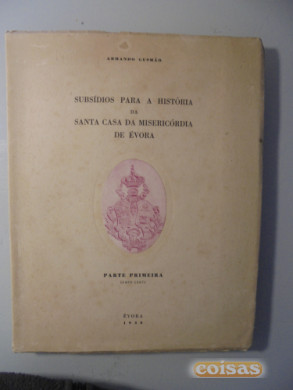 ARMANDO GUSMÃO
SUBSÍDIOS PARA A HISTÓRIA
DA
SANTA CASA DA MISERICÓRDIA
DE ÉVORA
PARTE PRIMEIRA
ÉVORA
coisas